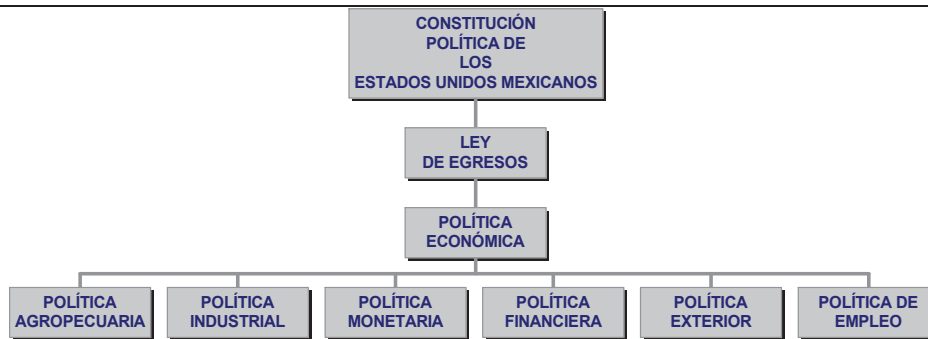 CONSTITUCIÓN
POLÍTICA DE
LOS
ESTADOS UNIDOS MEXICANOS
LEY
DE EGRESOS
POLÍTICA
ECONÓMICA
POLÍTICA
AGROPECUARIA
POLÍTICA
INDUSTRIAL
POLÍTICA
MONETARIA
POLÍTICA
FINANCIERA
POLÍTICA
EXTERIOR
POLÍTICA DE
EMPLEO